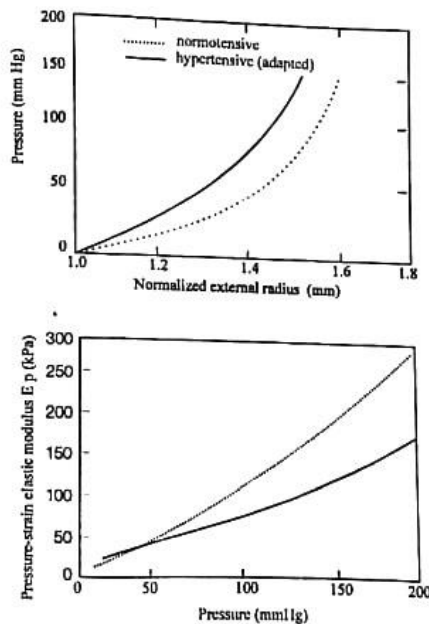 200
150
100
50
0
Pressure (mm Hg)
normotensive
hypertensive (adapted)
1.0 1.2 1.4 1.6 1.8
Normalized external radius (mm)
300
250
200
150
100
50
0
Pressure-strain elastic modulus E p (kPa)
50 100 150 200
Pressure (mmHg)